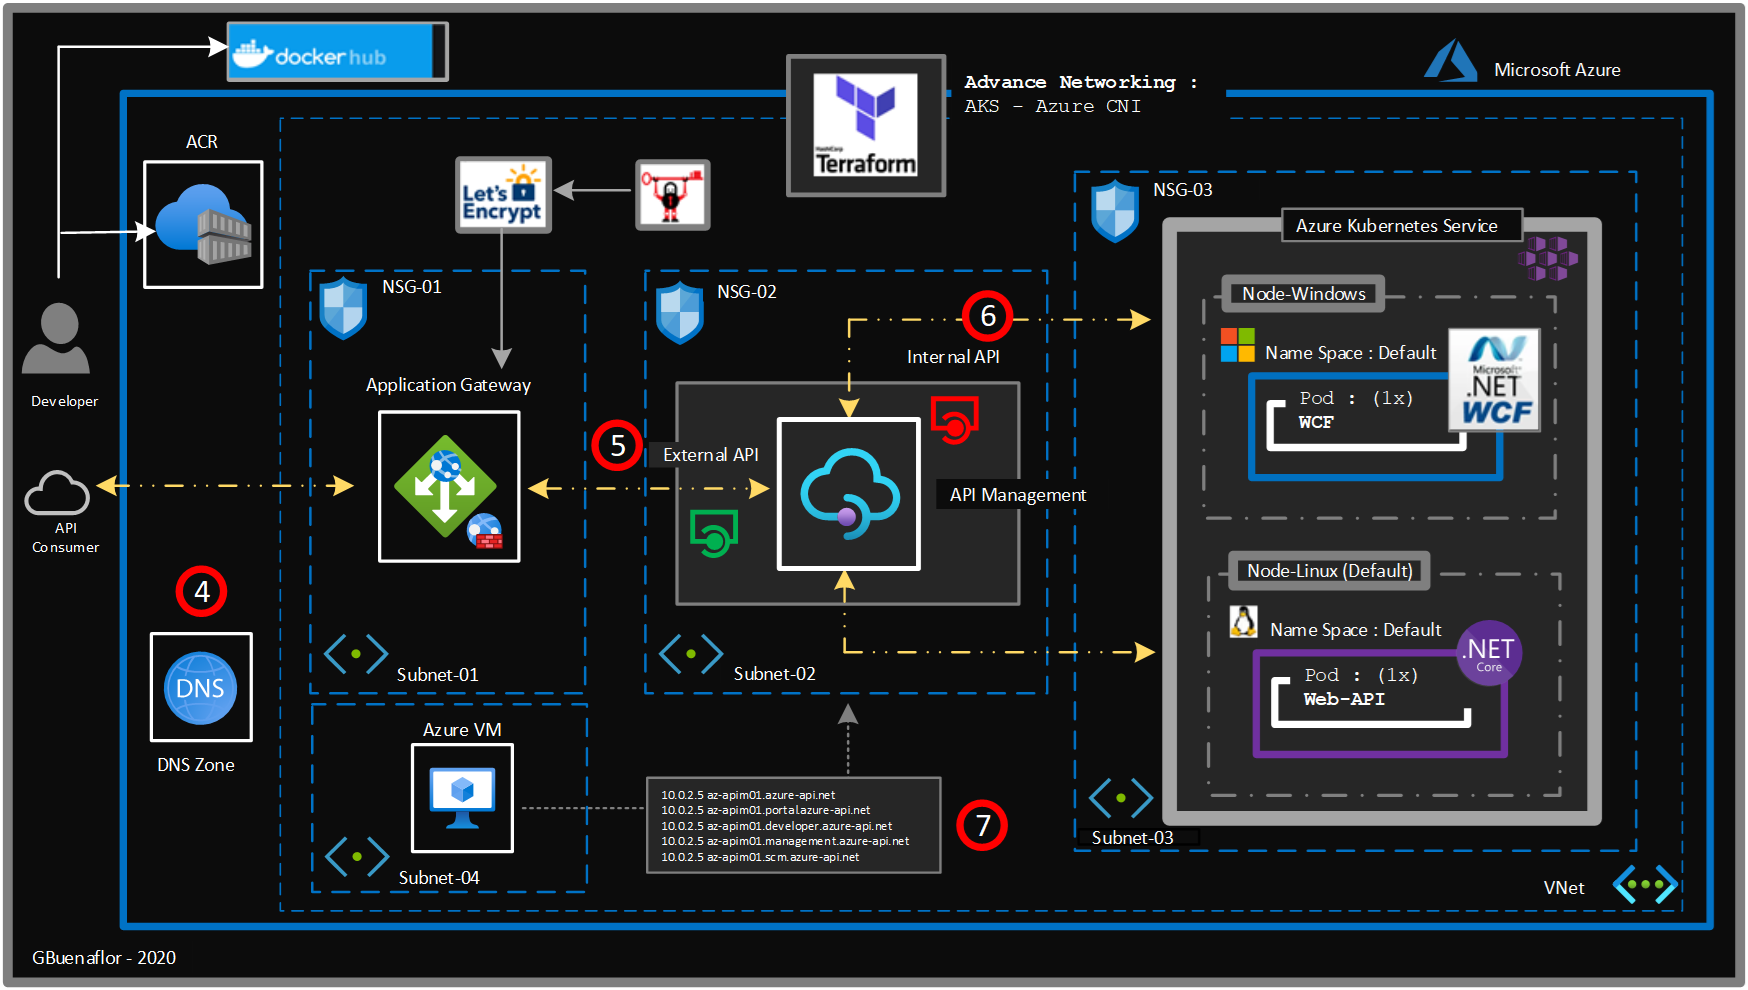 docker hub
Microsoft Azure
Advance Networking :
AKS - Azure CNI
HashiCorp
Terraform
ACR
Let's
Encrypt
NSG-03
Azure Kubernetes Service
NSG-01
NSG-02
Node-Windows
6
Internal API
Name Space : Default
Microsoft
.NET
WCF
Pod : (1x)
WCF
Application Gateway
Developer
5
External API
API Management
API
Consumer
4
Node-Linux (Default)
Name Space : Default
.NET
Core
Pod : (1x)
Web-API
Subnet-01
Subnet-02
DNS
DNS Zone
Azure VM
10.0.2.5 az-apim01.azure-api.net
10.0.2.5 az-apim01.portal.azure-api.net
10.0.2.5 az-apim01.developer.azure-api.net
10.0.2.5 az-apim01.management.azure-api.net
10.0.2.5 az-apim01.scm.azure-api.net
7
Subnet-03
Subnet-04
VNet
GBuenaflor - 2020